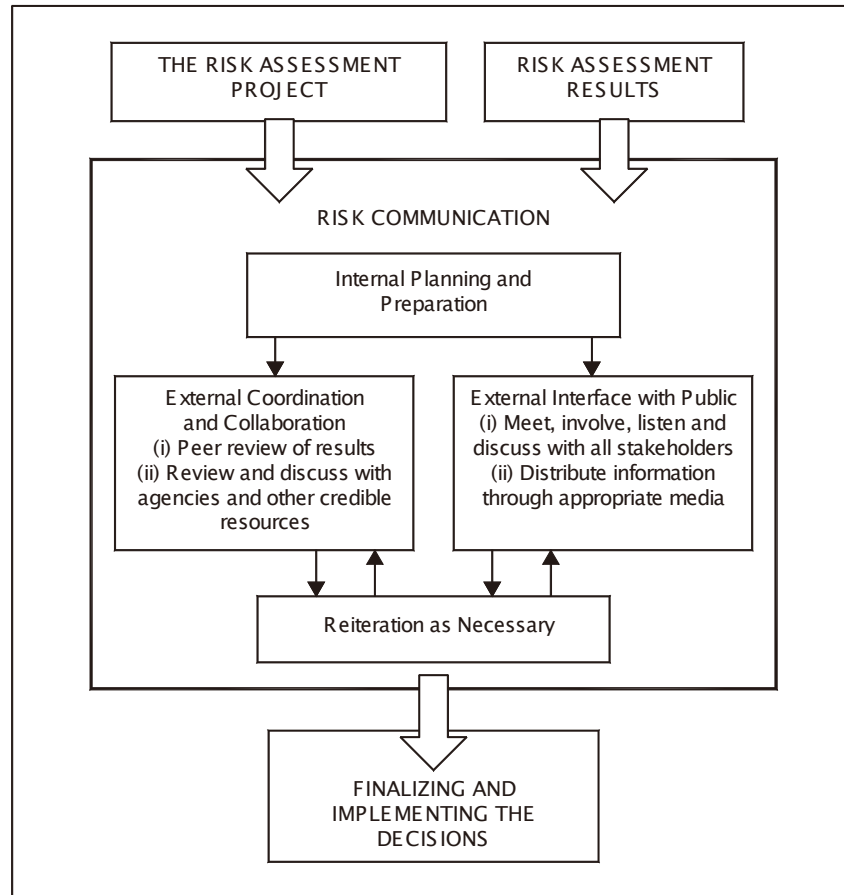 THE RISK ASSESSMENT
PROJECT
RISK ASSESSMENT
RESULTS
RISK COMMUNICATION
Internal Planning and
Preparation
External Coordination
and Collaboration
(i) Peer review of results
(ii) Review and discuss with
agencies and other credible
resources
External Interface with Public
(i) Meet, involve, listen and
discuss with all stakeholders
(ii) Distribute information
through appropriate media
Reiteration as Necessary
FINALIZING AND
IMPLEMENTING THE
DECISIONS